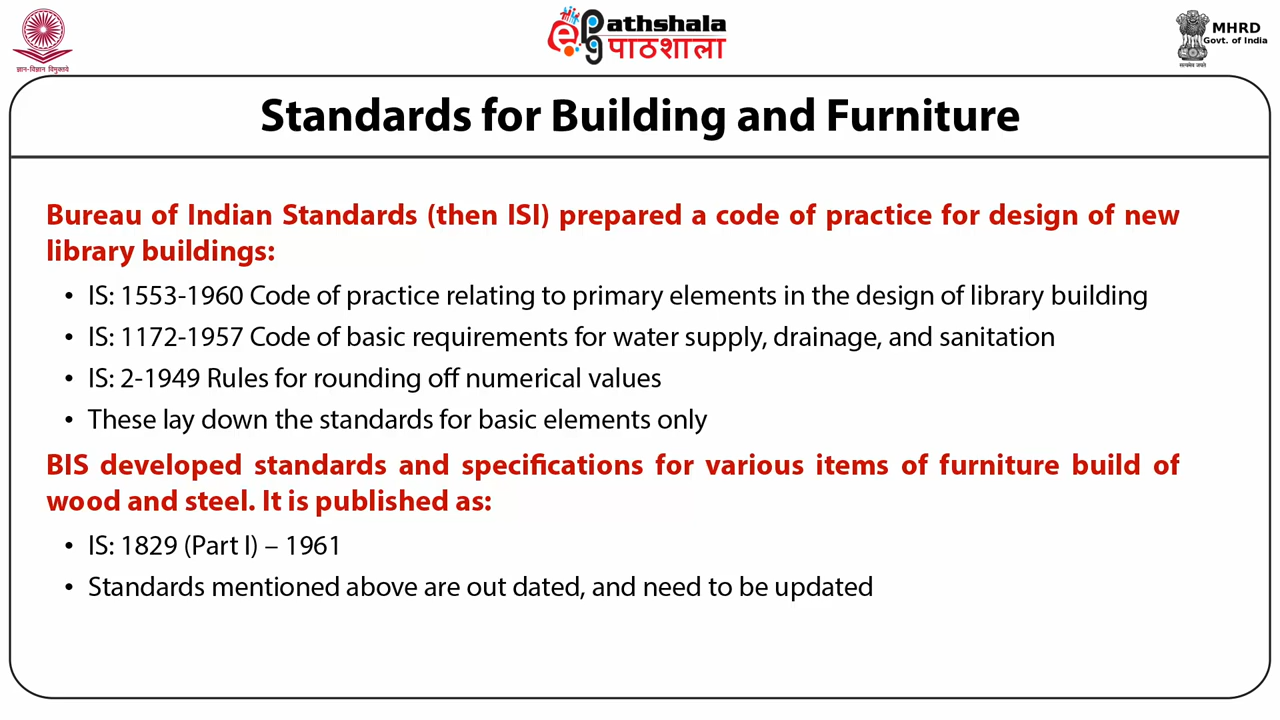 ज्ञान-विज्ञान विमुक्तये
ePathshala
पाठशाला
MHRD
Govt. of India
सत्यमेव जयते
Standards for Building and Furniture
Bureau of Indian Standards (then ISI) prepared a code of practice for design of new
library buildings:
• IS: 1553-1960 Code of practice relating to primary elements in the design of library building
• IS: 1172-1957 Code of basic requirements for water supply, drainage, and sanitation
• IS: 2-1949 Rules for rounding off numerical values
• These lay down the standards for basic elements only
BIS developed standards and specifications for various items of furniture build of
wood and steel. It is published as:
• IS: 1829 (Part I) – 1961
• Standards mentioned above are out dated, and need to be updated